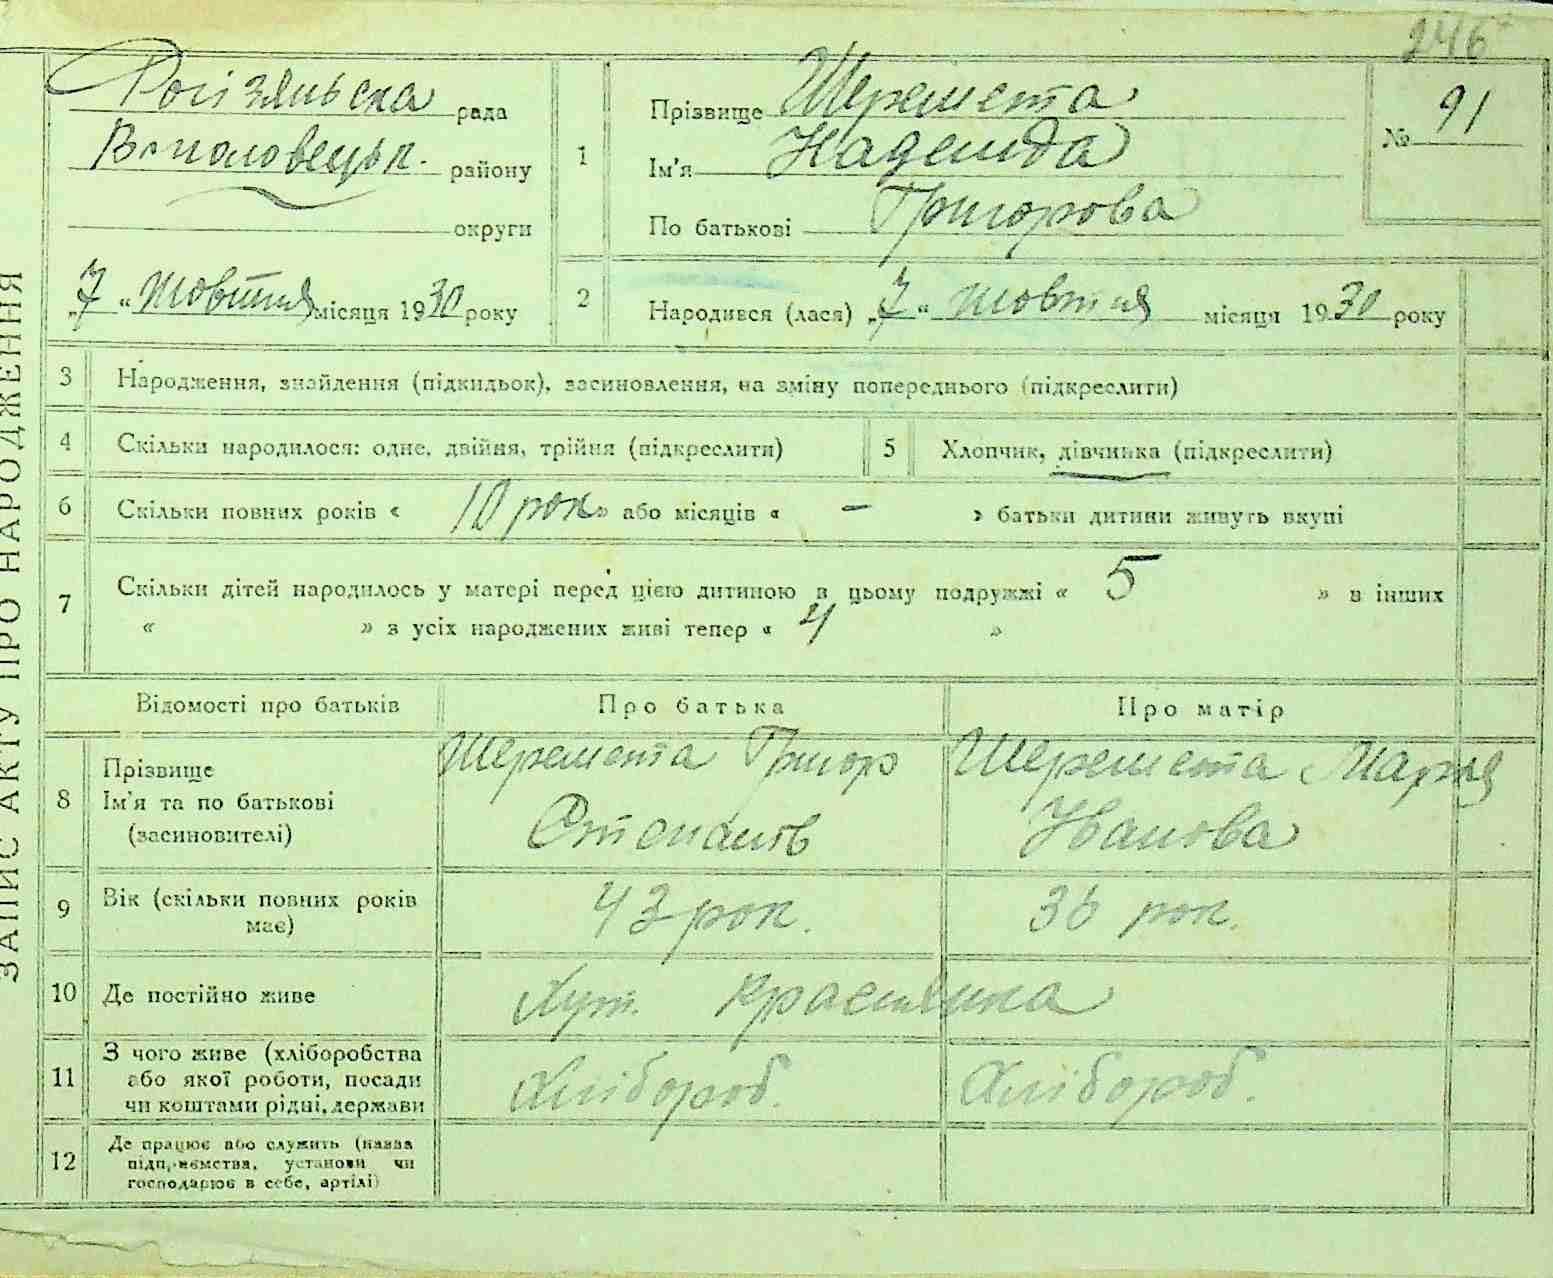 246
Рогізянська рада
району
округи
„7“ жовтня місяця 1930 року
1
Прізвище Шеремета
Ім'я Надежда
По батькові Григорова
№ 91
2
Народився (лася) „7“ жовтня місяця 1930 року
3 Народження, знайдення (підкидьок), засиновлення, на зміну попереднього (підкреслити)
4 Скільки народилося: одне, двійня, трійня (підкреслити)
5 Хлопчик, дівчинка (підкреслити)
6 Скільки повних років « 10 рок » або місяців « - » батьки дитини живуть вкупі
7 Скільки дітей народилось у матері перед цією дитиною в цьому подружжі « 5 » в інших
« » з усіх народжених живі тепер « 4 »
Відомості про батьків Про батька Про матір
8 Прізвище
Ім'я та по батькові
(засиновителі)
Шеремета Григор
Степанов
Шеремета Мария
Иванова
9 Вік (скільки повних років
має)
43 рок.
36 рок.
10 Де постійно живе
Хут.
11 З чого живе (хліборобства
або якої роботи, посади
чи коштами рідні, держави
Хлібороб.
Хлібороб.
12 Де працює або служить (назва
підприємства, установи чи
господарює в себе, артілі)
ЗАПИС АКТУ ПРО НАРОДЖЕННЯ